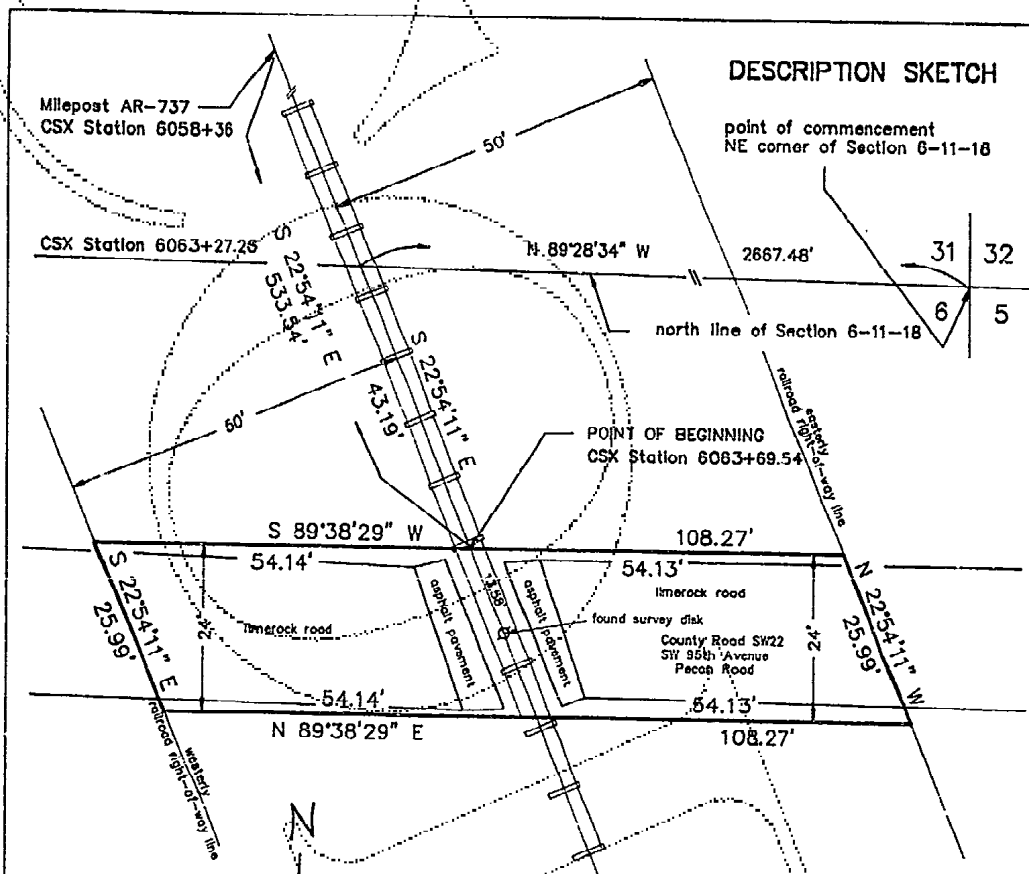 DESCRIPTION SKETCH
Milepost AR-737
CSX Station 6058+36
point of commencement
NE corner of Section 6-11-18
50'
CSX Station 6063+27.28
N 89°28'34" W
2667.48'
31
32
6
5
north line of Section 6-11-18
S 22°54'11" E
533.54'
S 22°54'11" E
43.19'
60'
easterly
railroad right-of-way line
POINT OF BEGINNING
CSX Station 6063+69.54
S 89°38'29" W
108.27'
54.14'
54.13'
S 22°54'11" E
25.99'
24'
limerock road
asphalt pavement
13.58'
asphalt pavement
limerock road
found survey disk
County Road SW22
SW 95th Avenue
Pecan Road
24'
N 22°54'11" W
25.99'
54.14'
54.13'
N 89°38'29" E
108.27'
westerly
railroad right-of-way line
N